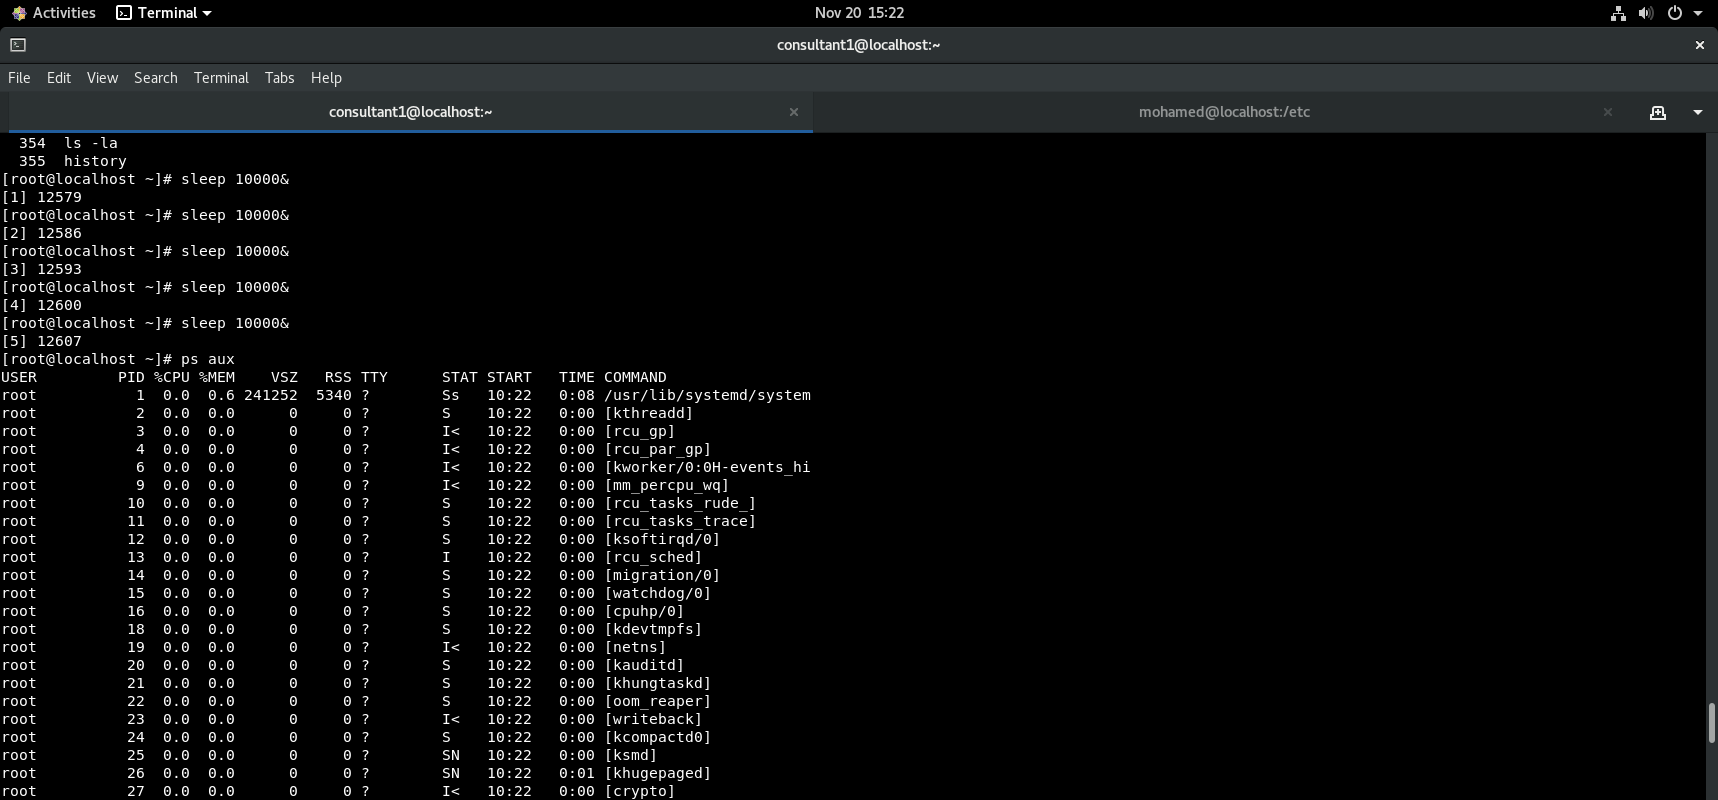 Activities Terminal Nov 20 15:22
consultant1@localhost:~
File Edit View Search Terminal Tabs Help
consultant1@localhost:~ mohamed@localhost:/etc
  354  ls -la
  355  history
[root@localhost ~]# sleep 10000&
[1] 12579
[root@localhost ~]# sleep 10000&
[2] 12586
[root@localhost ~]# sleep 10000&
[3] 12593
[root@localhost ~]# sleep 10000&
[4] 12600
[root@localhost ~]# sleep 10000&
[5] 12607
[root@localhost ~]# ps aux
USER         PID %CPU %MEM    VSZ   RSS TTY      STAT START   TIME COMMAND
root           1  0.0  0.6 241252  5340 ?        Ss   10:22   0:08 /usr/lib/systemd/system
root           2  0.0  0.0      0     0 ?        S    10:22   0:00 [kthreadd]
root           3  0.0  0.0      0     0 ?        I<   10:22   0:00 [rcu_gp]
root           4  0.0  0.0      0     0 ?        I<   10:22   0:00 [rcu_par_gp]
root           6  0.0  0.0      0     0 ?        I<   10:22   0:00 [kworker/0:0H-events_hi
root           9  0.0  0.0      0     0 ?        I<   10:22   0:00 [mm_percpu_wq]
root          10  0.0  0.0      0     0 ?        S    10:22   0:00 [rcu_tasks_rude_]
root          11  0.0  0.0      0     0 ?        S    10:22   0:00 [rcu_tasks_trace]
root          12  0.0  0.0      0     0 ?        S    10:22   0:00 [ksoftirqd/0]
root          13  0.0  0.0      0     0 ?        I    10:22   0:00 [rcu_sched]
root          14  0.0  0.0      0     0 ?        S    10:22   0:00 [migration/0]
root          15  0.0  0.0      0     0 ?        S    10:22   0:00 [watchdog/0]
root          16  0.0  0.0      0     0 ?        S    10:22   0:00 [cpuhp/0]
root          18  0.0  0.0      0     0 ?        S    10:22   0:00 [kdevtmpfs]
root          19  0.0  0.0      0     0 ?        I<   10:22   0:00 [netns]
root          20  0.0  0.0      0     0 ?        S    10:22   0:00 [kauditd]
root          21  0.0  0.0      0     0 ?        S    10:22   0:00 [khungtaskd]
root          22  0.0  0.0      0     0 ?        S    10:22   0:00 [oom_reaper]
root          23  0.0  0.0      0     0 ?        I<   10:22   0:00 [writeback]
root          24  0.0  0.0      0     0 ?        S    10:22   0:00 [kcompactd0]
root          25  0.0  0.0      0     0 ?        SN   10:22   0:00 [ksmd]
root          26  0.0  0.0      0     0 ?        SN   10:22   0:01 [khugepaged]
root          27  0.0  0.0      0     0 ?        I<   10:22   0:00 [crypto]